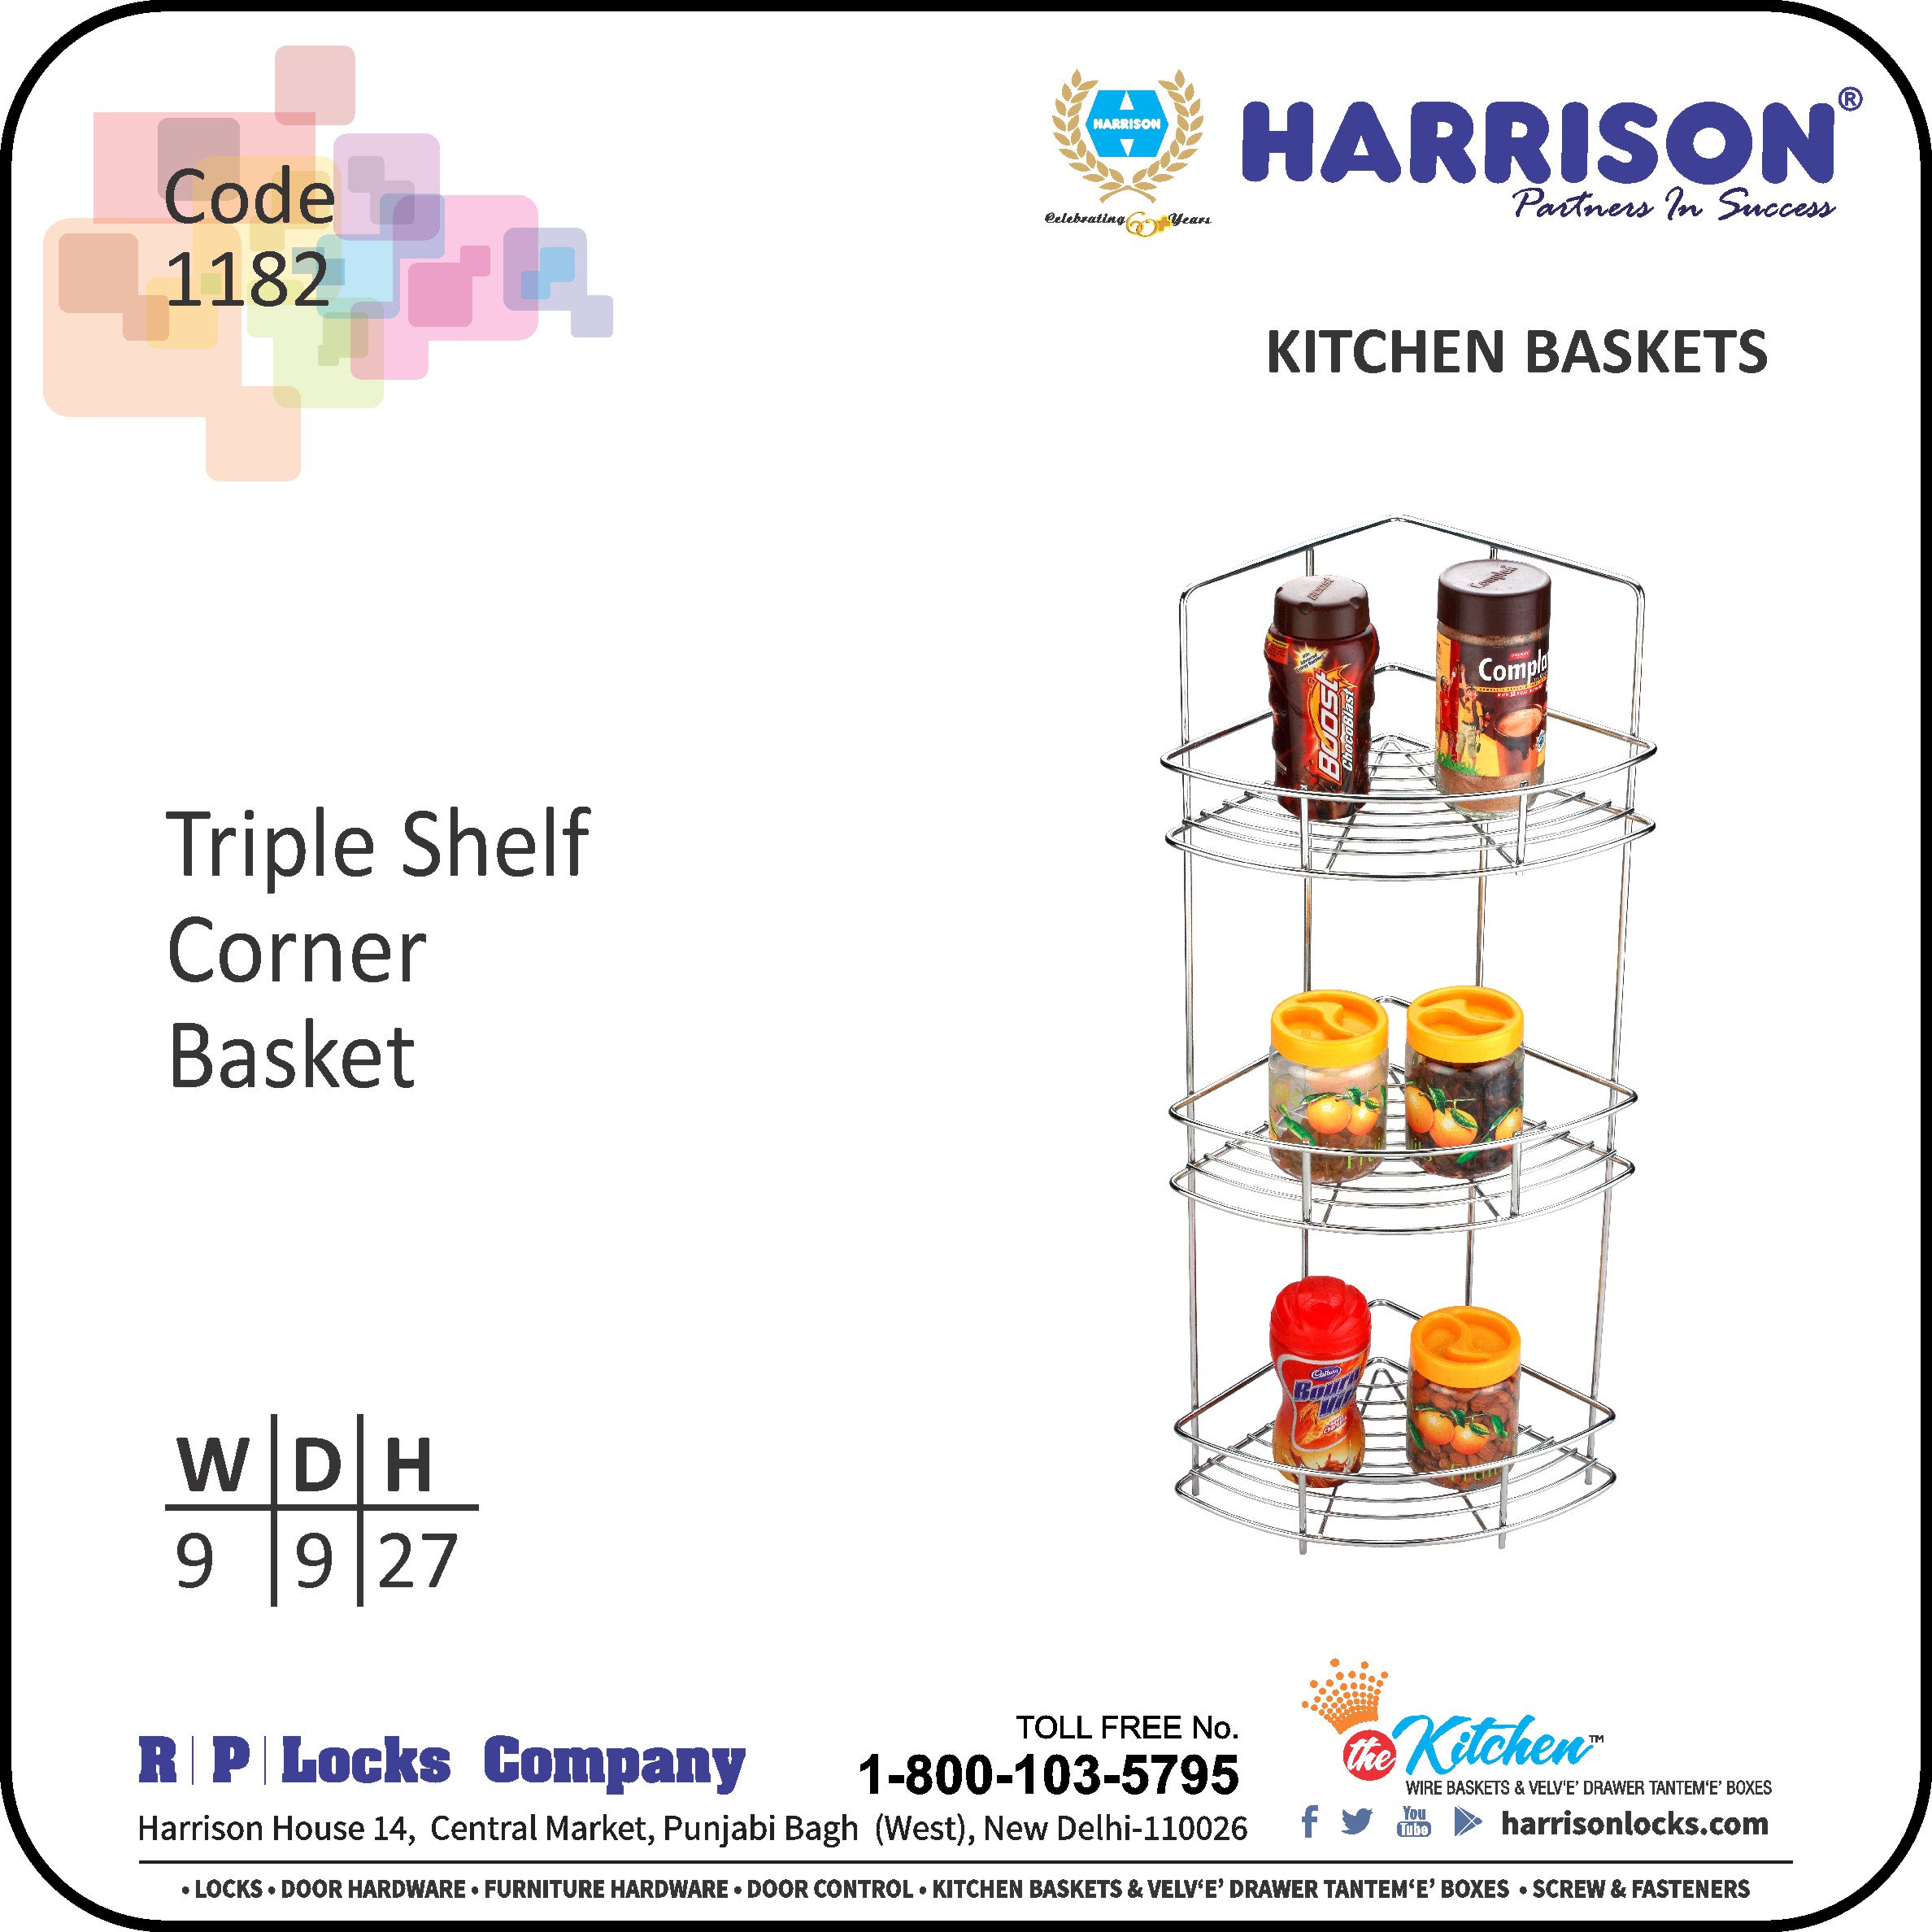 Code
1182
HARRISON
Celebrating 60+ Years
HARRISON®
Partners In Success
KITCHEN BASKETS
Triple Shelf
Corner
Basket
Boost
ChocoBlast
Complan
Cadbury
W D H
9 9 27
R P Locks Company
TOLL FREE No.
1-800-103-5795
Harrison House 14, Central Market, Punjabi Bagh (West), New Delhi-110026
the Kitchen™
WIRE BASKETS & VELV'E' DRAWER TANTEM'E' BOXES
You
Tube
harrisonlocks.com
• LOCKS • DOOR HARDWARE • FURNITURE HARDWARE • DOOR CONTROL • KITCHEN BASKETS & VELV‘E’ DRAWER TANTEM‘E’ BOXES • SCREW & FASTENERS